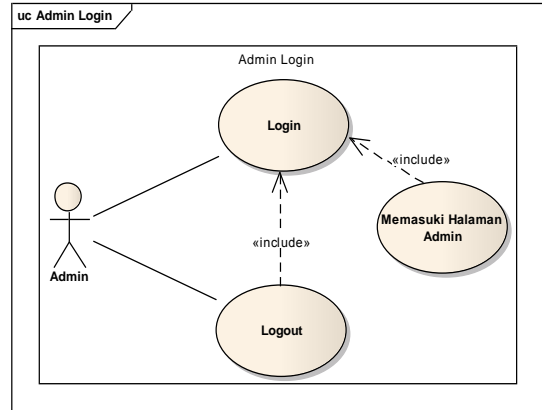 uc Admin Login
Admin Login
Login
«include»
Memasuki Halaman
Admin
«include»
Admin
Logout